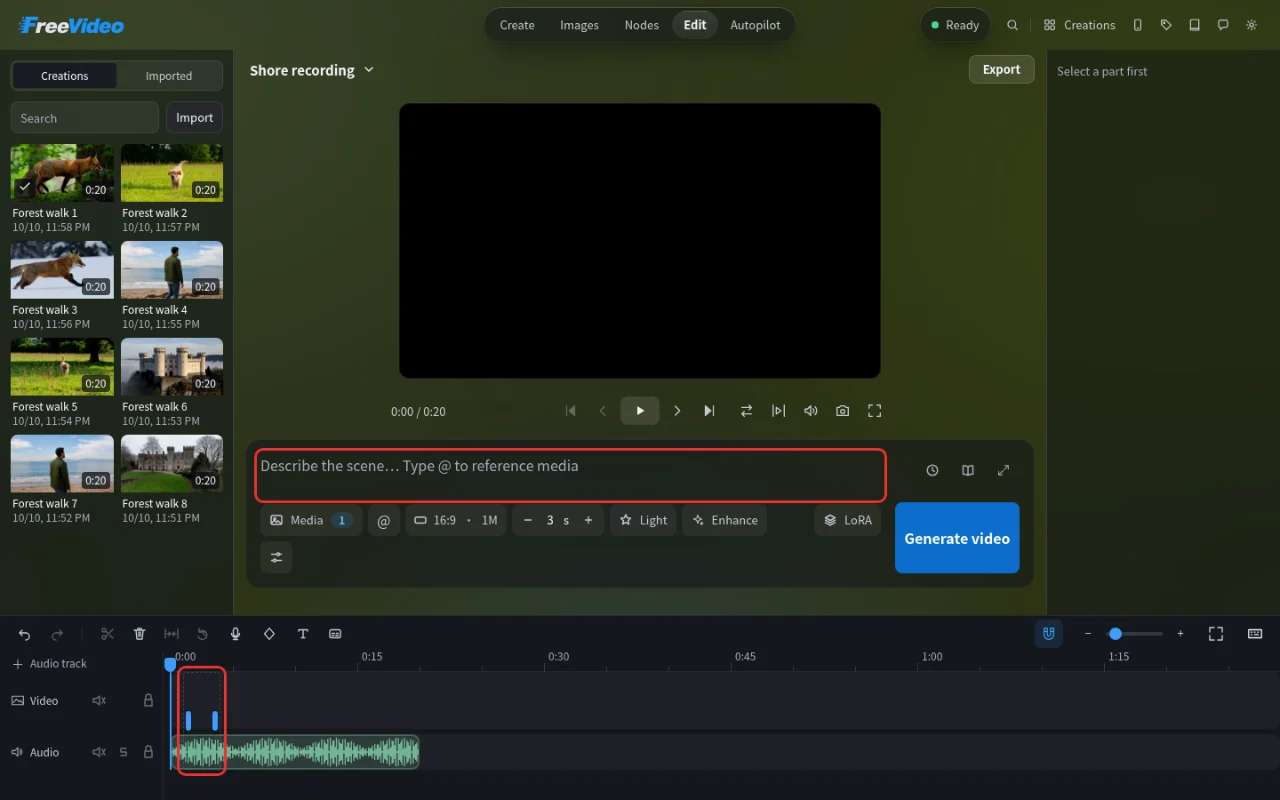 FreeVideo
Create
Images
Nodes
Edit
Autopilot
Ready
Creations
Creations
Imported
Search
Import
0:20
0:20
Forest walk 1
Forest walk 2
10/10, 11:58 PM
10/10, 11:57 PM
0:20
0:20
Forest walk 3
Forest walk 4
10/10, 11:56 PM
10/10, 11:55 PM
0:20
0:20
Forest walk 5
Forest walk 6
10/10, 11:54 PM
10/10, 11:53 PM
0:20
0:20
Forest walk 7
Forest walk 8
10/10, 11:52 PM
10/10, 11:51 PM
Shore recording
Export
0:00 / 0:20
Describe the scene… Type @ to reference media
Media 1
@
16:9 · 1M
− 3 s +
Light
Enhance
LoRA
Generate video
Select a part first
Audio track
0:00
0:15
0:30
0:45
1:00
1:15
Video
Audio
S